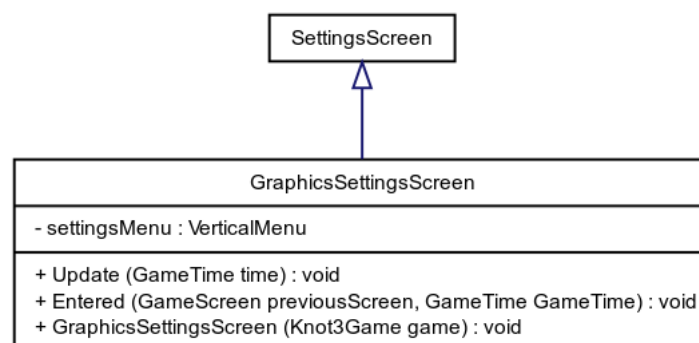 SettingsScreen
GraphicsSettingsScreen
- settingsMenu : VerticalMenu
+ Update (GameTime time) : void
+ Entered (GameScreen previousScreen, GameTime GameTime) : void
+ GraphicsSettingsScreen (Knot3Game game) : void